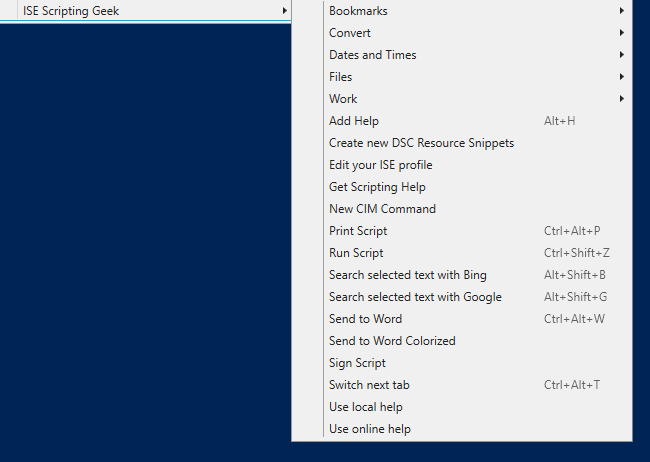 ISE Scripting Geek
Bookmarks
Convert
Dates and Times
Files
Work
Add Help Alt+H
Create new DSC Resource Snippets
Edit your ISE profile
Get Scripting Help
New CIM Command
Print Script Ctrl+Alt+P
Run Script Ctrl+Shift+Z
Search selected text with Bing Alt+Shift+B
Search selected text with Google Alt+Shift+G
Send to Word Ctrl+Alt+W
Send to Word Colorized
Sign Script
Switch next tab Ctrl+Alt+T
Use local help
Use online help